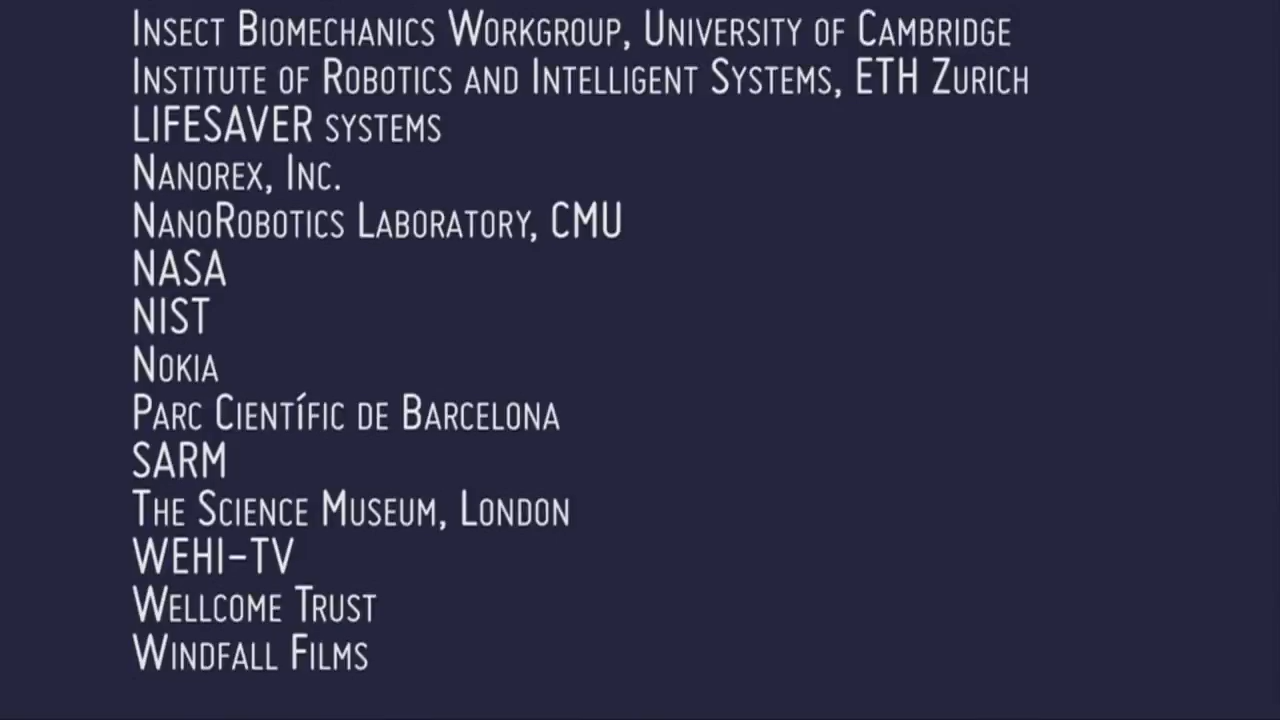 Insect Biomechanics Workgroup, University of Cambridge
Institute of Robotics and Intelligent Systems, ETH Zurich
LIFESAVER systems
Nanorex, Inc.
NanoRobotics Laboratory, CMU
NASA
NIST
Nokia
Parc Científic de Barcelona
SARM
The Science Museum, London
WEHI-TV
Wellcome Trust
Windfall Films